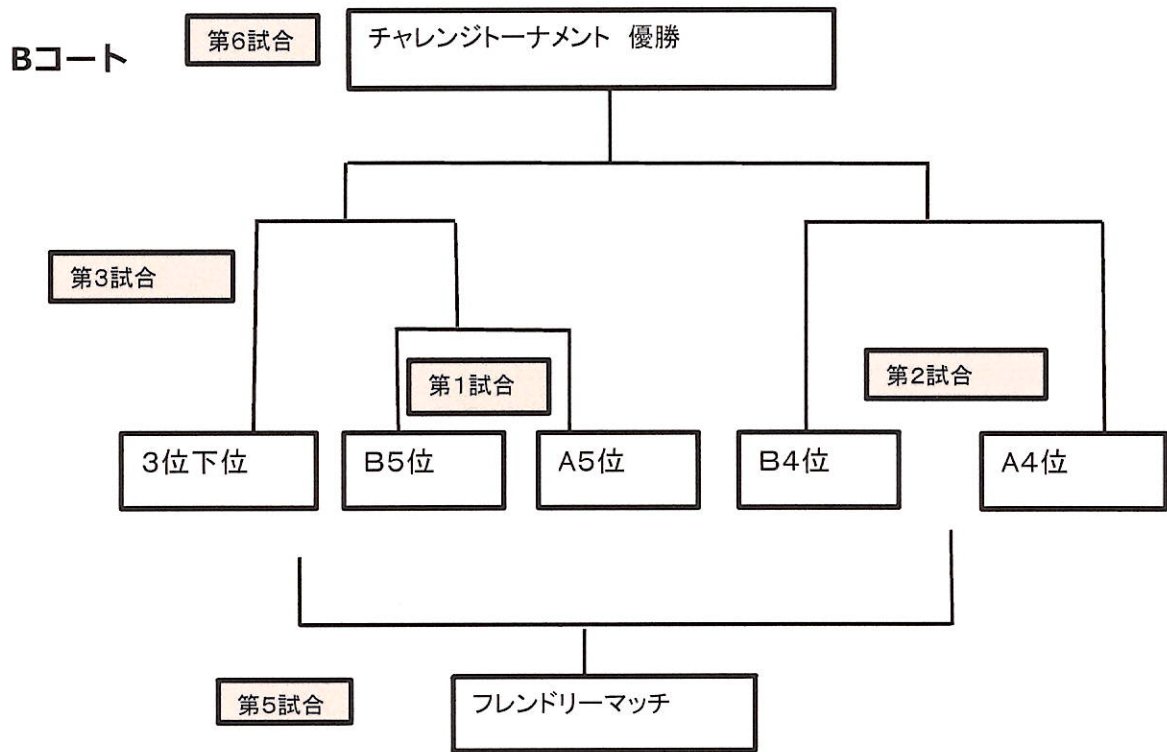 Bコート
第6試合
チャレンジトーナメント 優勝
第3試合
第1試合
第2試合
3位下位
B5位
A5位
B4位
A4位
第5試合
フレンドリーマッチ